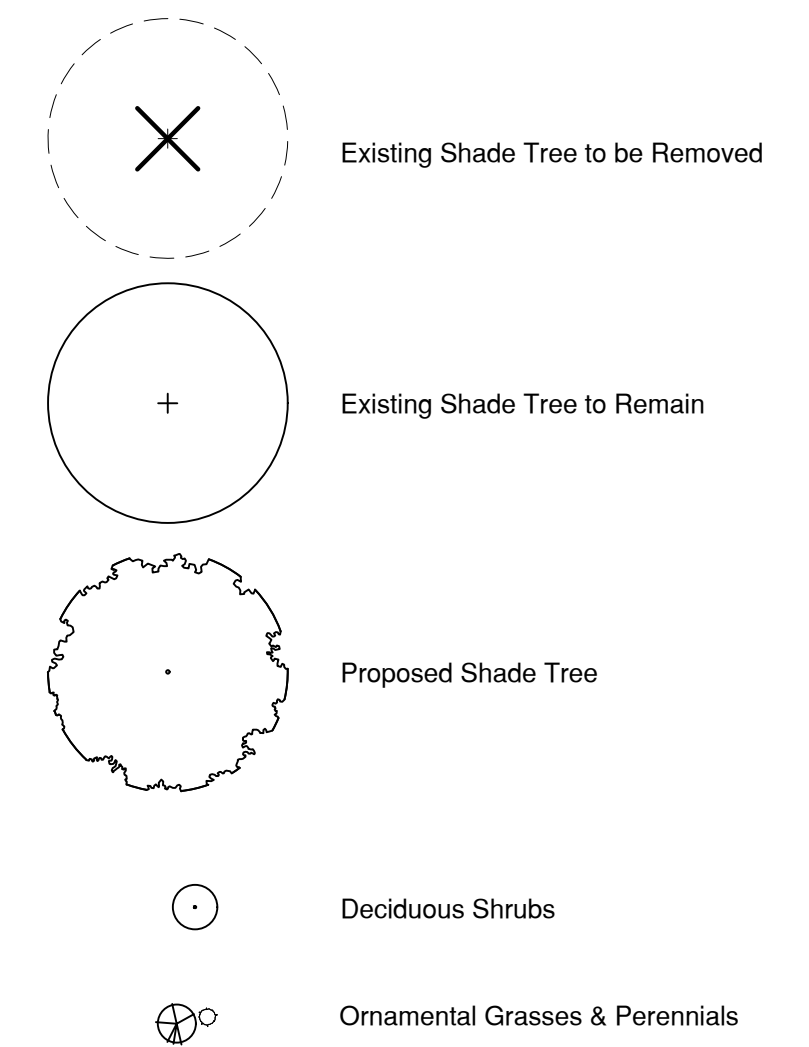 Existing Shade Tree to be Removed
Existing Shade Tree to Remain
Proposed Shade Tree
Deciduous Shrubs
Ornamental Grasses & Perennials